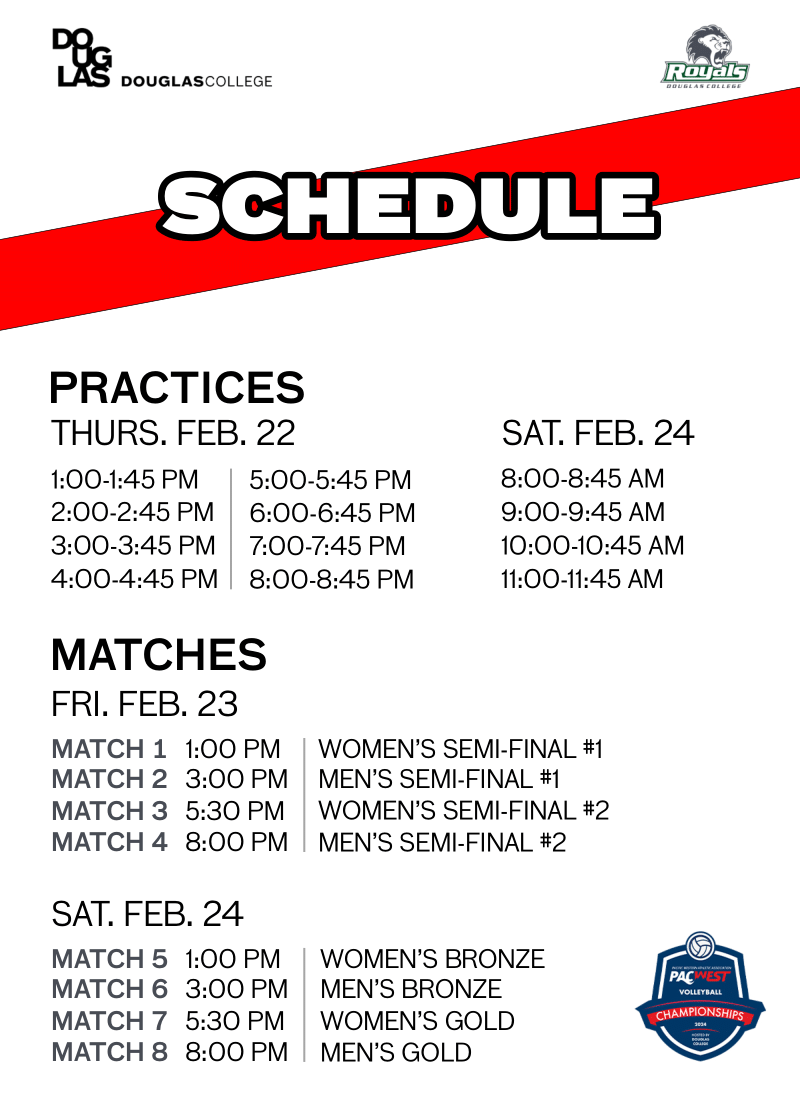 DO
UG
LAS
DOUGLASCOLLEGE
Royals
DOUGLAS COLLEGE
SCHEDULE
PRACTICES
THURS. FEB. 22
1:00-1:45 PM
2:00-2:45 PM
3:00-3:45 PM
4:00-4:45 PM
5:00-5:45 PM
6:00-6:45 PM
7:00-7:45 PM
8:00-8:45 PM
SAT. FEB. 24
8:00-8:45 AM
9:00-9:45 AM
10:00-10:45 AM
11:00-11:45 AM
MATCHES
FRI. FEB. 23
MATCH 1 1:00 PM WOMEN'S SEMI-FINAL #1
MATCH 2 3:00 PM MEN'S SEMI-FINAL #1
MATCH 3 5:30 PM WOMEN'S SEMI-FINAL #2
MATCH 4 8:00 PM MEN'S SEMI-FINAL #2
SAT. FEB. 24
MATCH 5 1:00 PM WOMEN'S BRONZE
MATCH 6 3:00 PM MEN'S BRONZE
MATCH 7 5:30 PM WOMEN'S GOLD
MATCH 8 8:00 PM MEN'S GOLD
PACWEST
VOLLEYBALL
CHAMPIONSHIPS
2024
HOSTED BY
DOUGLAS
COLLEGE